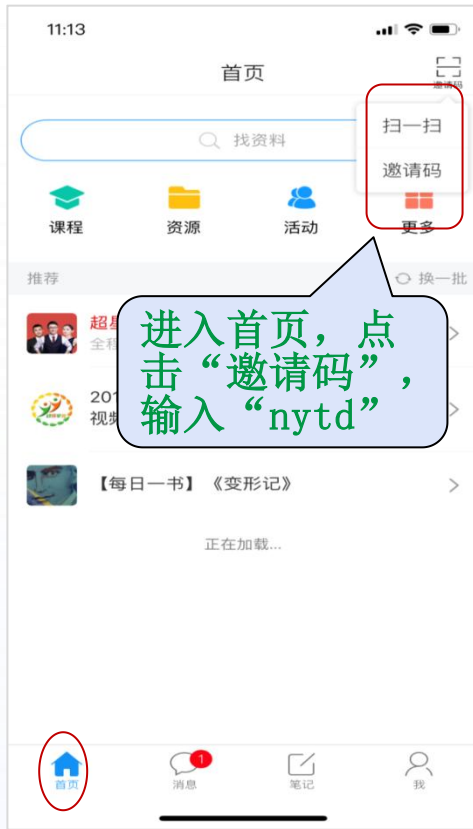 11:13
首页
邀请码
扫一扫
邀请码
找资料
课程
资源
活动
更多
推荐
换一批
超星
全程
进入首页，点
击“邀请码”，
输入“nytd”
201
视频
【每日一书】《变形记》
正在加载...
首页
1
消息
笔记
我